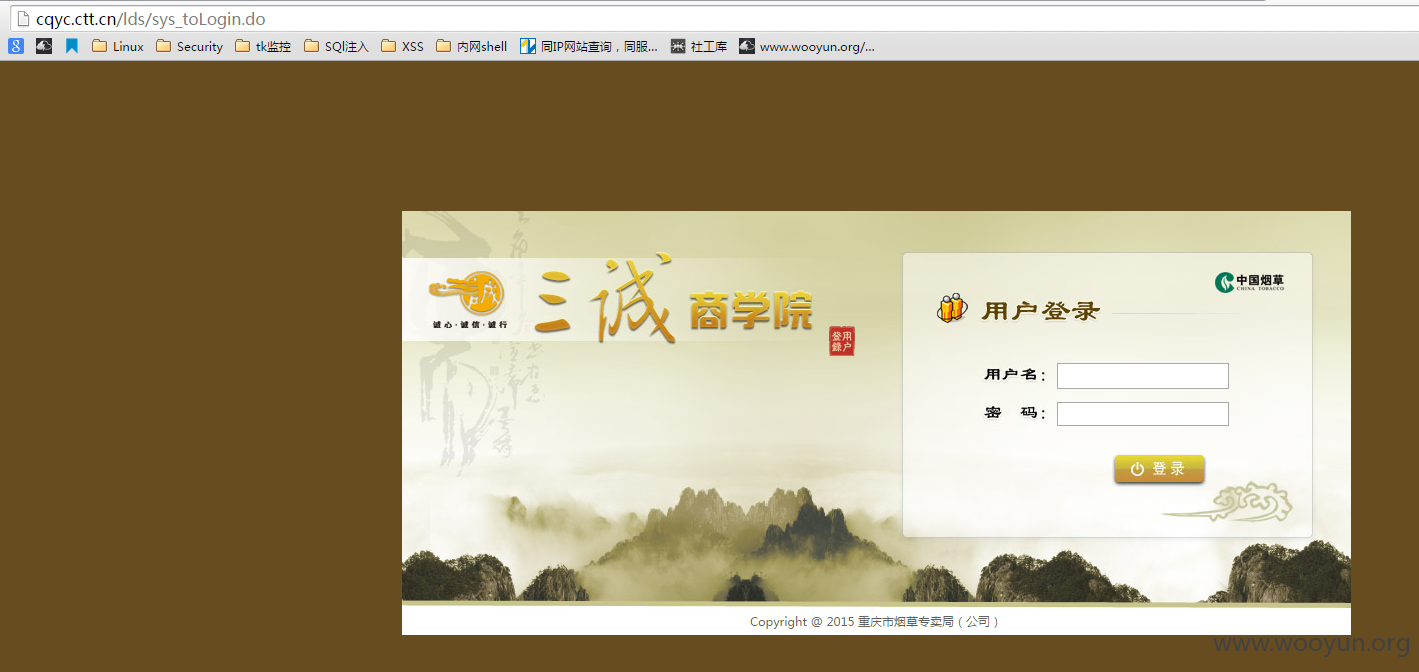 cqyc.ctt.cn/lds/sys_toLogin.do
Linux Security tk监控 SQl注入 XSS 内网shell 同IP网站查询，同服... 社工库 www.wooyun.org/...
诚心·诚信·诚行
三诚商学院
登用
錄户
中国烟草
CHINA TOBACCO
用户登录
用户名：
密 码：
登录
Copyright @ 2015 重庆市烟草专卖局（公司）
www.wooyun.org